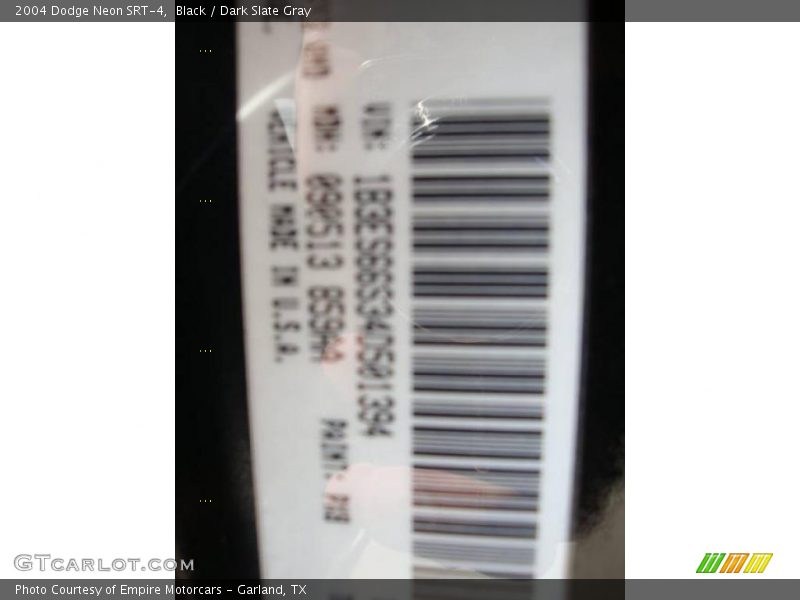 2004 Dodge Neon SRT-4,  Black / Dark Slate Gray
VIN: 1B3ES66S34D501394
MDH: 090513
PAINT:
VEHICLE MADE IN U.S.A.
GTCARLOT.COM
Photo Courtesy of Empire Motorcars - Garland, TX